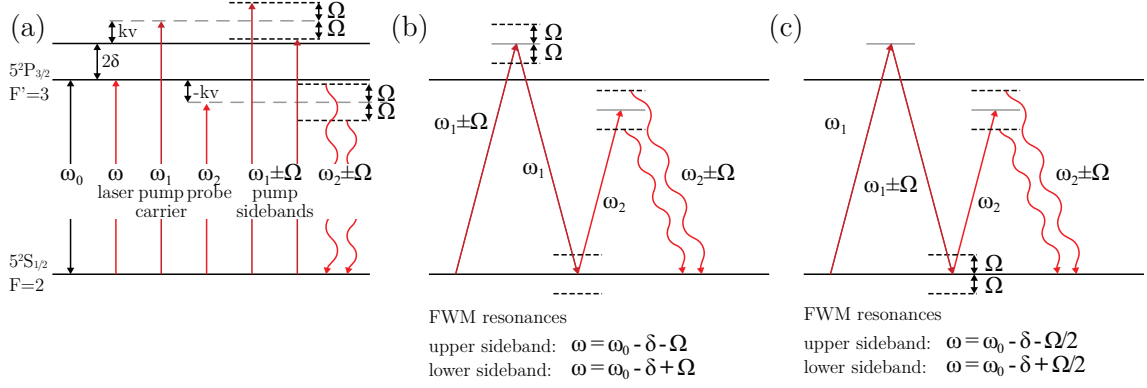 (a)
Ω
Ω
kv
2δ
5²P₃/₂
F'=3
-kv
Ω
Ω
ω₀ ω ω₁ ω₂ ω₁±Ω ω₂±Ω
laser pump probe pump
carrier sidebands
5²S₁/₂
F=2
(b)
Ω
Ω
ω₁±Ω
ω₁
ω₂
ω₂±Ω
FWM resonances
upper sideband: ω=ω₀-δ-Ω
lower sideband: ω=ω₀-δ+Ω
(c)
ω₁
ω₁±Ω
ω₂
ω₂±Ω
Ω
Ω
FWM resonances
upper sideband: ω=ω₀-δ-Ω/2
lower sideband: ω=ω₀-δ+Ω/2